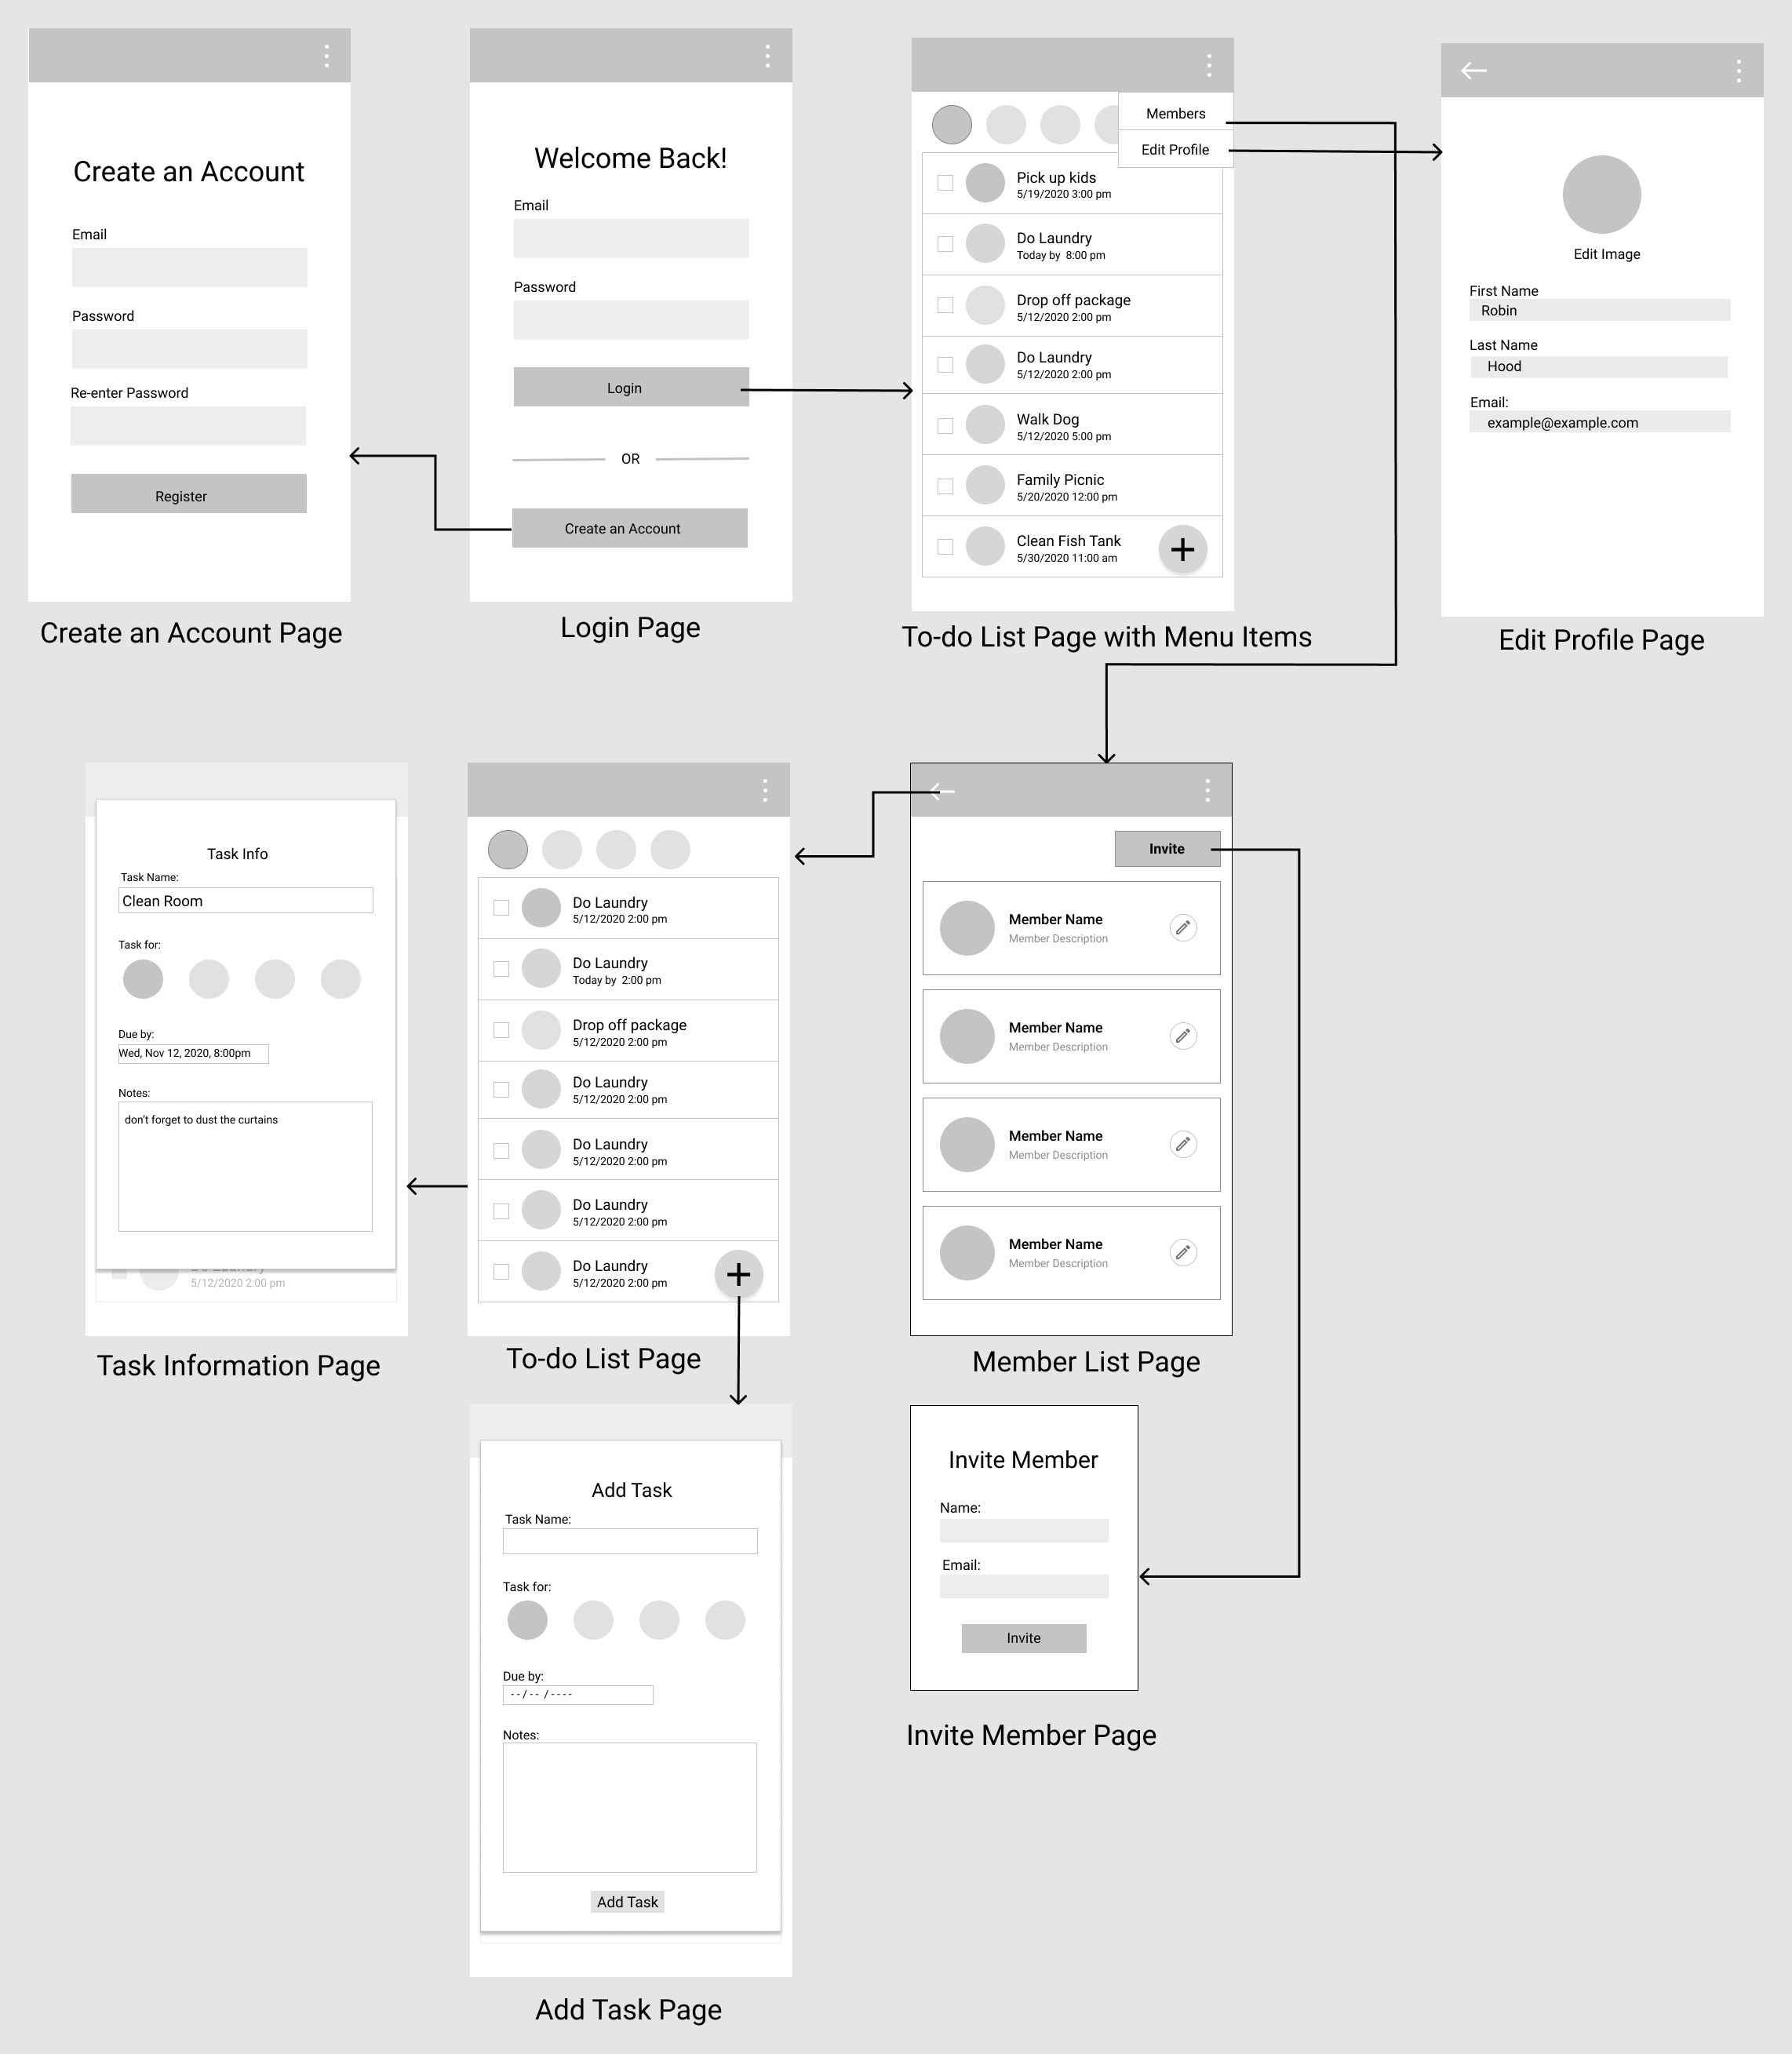 Create an Account
Email
Password
Re-enter Password
Register
Create an Account Page
Welcome Back!
Email
Password
Login
OR
Create an Account
Login Page
Members
Edit Profile
Pick up kids
5/19/2020 3:00 pm
Do Laundry
Today by 8:00 pm
Drop off package
5/12/2020 2:00 pm
Do Laundry
5/12/2020 2:00 pm
Walk Dog
5/12/2020 5:00 pm
Family Picnic
5/20/2020 12:00 pm
Clean Fish Tank
5/30/2020 11:00 am
To-do List Page with Menu Items
Edit Image
First Name
Robin
Last Name
Hood
Email:
example@example.com
Edit Profile Page
Task Info
Task Name:
Clean Room
Task for:
Due by:
Wed, Nov 12, 2020, 8:00pm
Notes:
don't forget to dust the curtains
Do Laundry
5/12/2020 2:00 pm
Task Information Page
Do Laundry
5/12/2020 2:00 pm
Do Laundry
Today by 2:00 pm
Drop off package
5/12/2020 2:00 pm
Do Laundry
5/12/2020 2:00 pm
Do Laundry
5/12/2020 2:00 pm
Do Laundry
5/12/2020 2:00 pm
Do Laundry
5/12/2020 2:00 pm
To-do List Page
Invite
Member Name
Member Description
Member Name
Member Description
Member Name
Member Description
Member Name
Member Description
Member List Page
Add Task
Task Name:
Task for:
Due by:
--/-- /----
Notes:
Add Task
Add Task Page
Invite Member
Name:
Email:
Invite
Invite Member Page